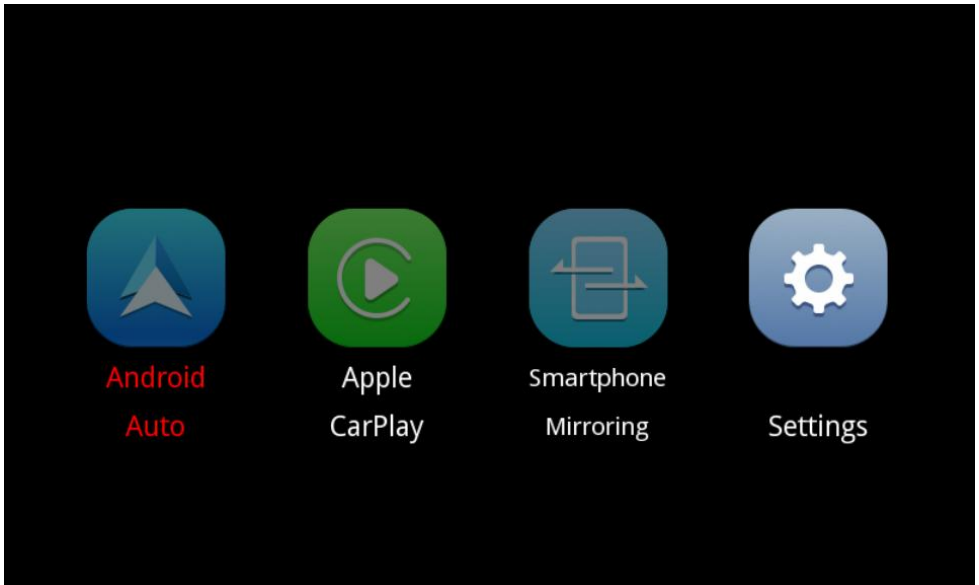 Android
Auto
Apple
CarPlay
Smartphone
Mirroring
Settings